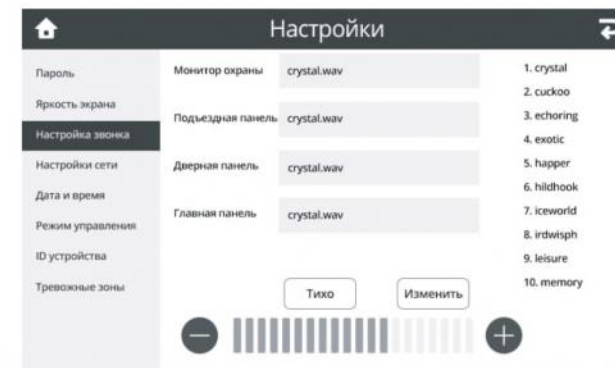 Настройки
Пароль
Яркость экрана
Настройка звонка
Настройки сети
Дата и время
Режим управления
ID устройства
Тревожные зоны
Монитор охраны crystal.wav
Подъездная панель crystal.wav
Дверная панель crystal.wav
Главная панель crystal.wav
Тихо
Изменить
1. crystal
2. cuckoo
3. echoring
4. exotic
5. happer
6. hildhook
7. iceworld
8. irdwisph
9. leisure
10. memory